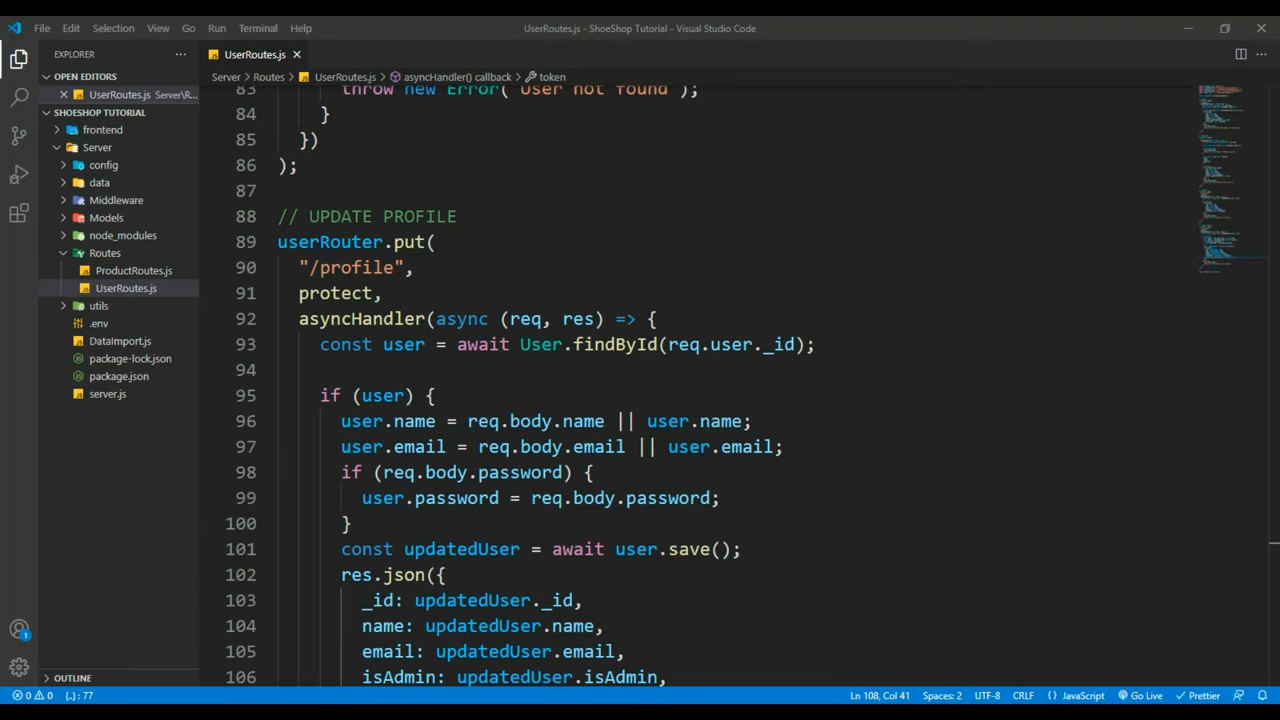 File Edit Selection View Go Run Terminal Help
UserRoutes.js - ShoeShop Tutorial - Visual Studio Code
EXPLORER
OPEN EDITORS
UserRoutes.js Server\R...
SHOESHOP TUTORIAL
frontend
Server
config
data
Middleware
Models
node_modules
Routes
ProductRoutes.js
UserRoutes.js
utils
.env
DataImport.js
package-lock.json
package.json
server.js
OUTLINE
UserRoutes.js
Server > Routes > UserRoutes.js > asyncHandler() callback > token
83 throw new Error("User not found");
84 }
85 })
86 );
87
88 // UPDATE PROFILE
89 userRouter.put(
90 "/profile",
91 protect,
92 asyncHandler(async (req, res) => {
93 const user = await User.findById(req.user._id);
94
95 if (user) {
96 user.name = req.body.name || user.name;
97 user.email = req.body.email || user.email;
98 if (req.body.password) {
99 user.password = req.body.password;
100 }
101 const updatedUser = await user.save();
102 res.json({
103 _id: updatedUser._id,
104 name: updatedUser.name,
105 email: updatedUser.email,
106 isAdmin: updatedUser.isAdmin,
1
0 0 {..}: 77
Ln 108, Col 41 Spaces: 2 UTF-8 CRLF {} JavaScript Go Live Prettier